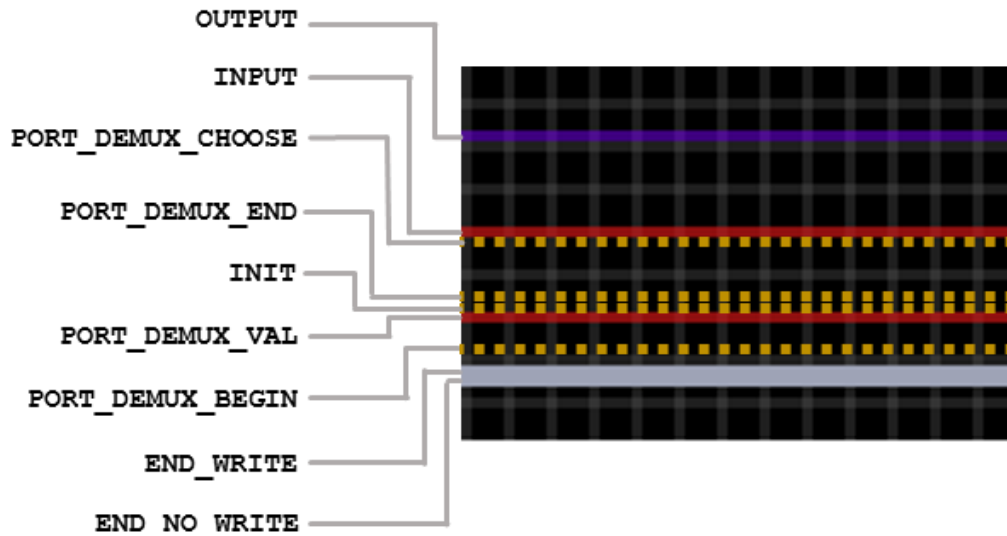 OUTPUT
INPUT
PORT_DEMUX_CHOOSE
PORT_DEMUX_END
INIT
PORT_DEMUX_VAL
PORT_DEMUX_BEGIN
END_WRITE
END NO WRITE